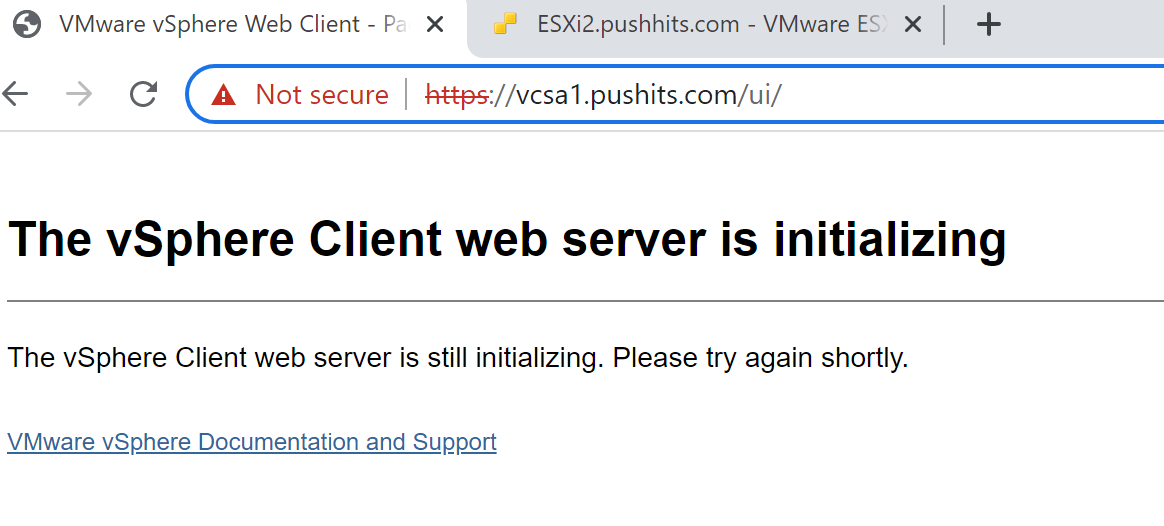 VMware vSphere Web Client - Pa
ESXi2.pushhits.com - VMware ESX
Not secure
https://vcsa1.pushits.com/ui/
The vSphere Client web server is initializing
The vSphere Client web server is still initializing. Please try again shortly.
VMware vSphere Documentation and Support